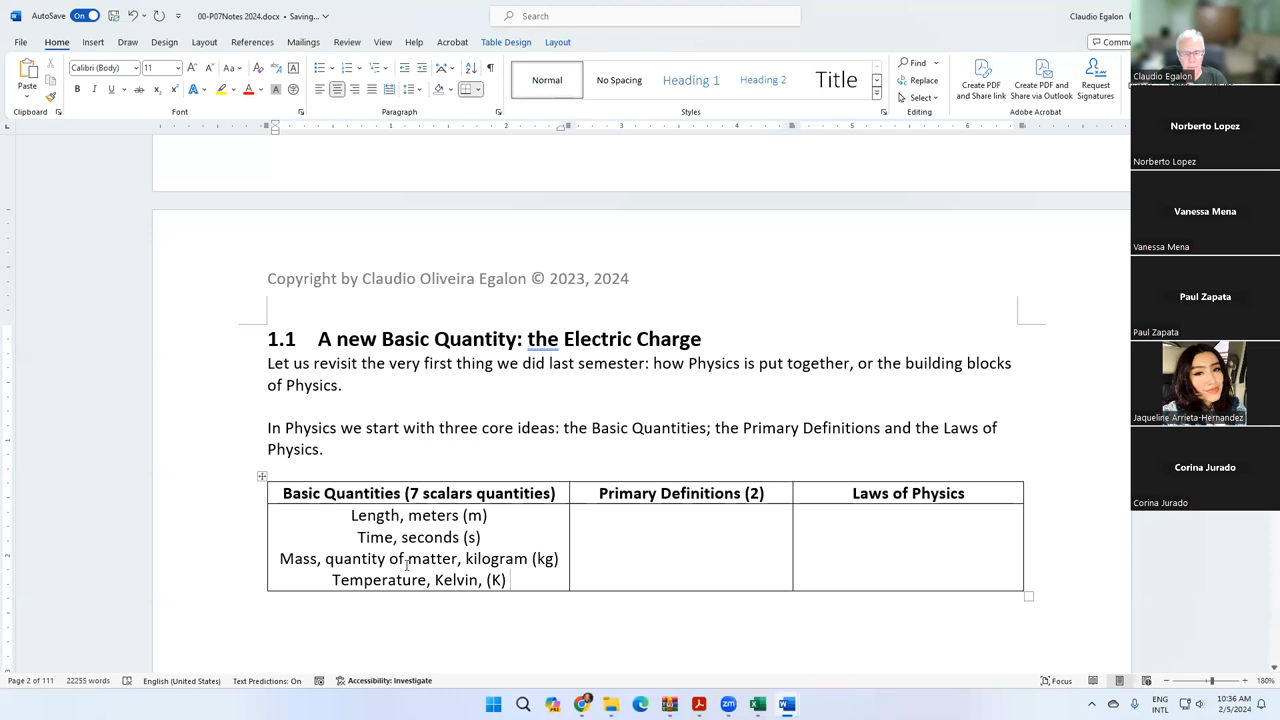 AutoSave On 00-P07Notes 2024.docx • Saving... Search Claudio Egalon
File Home Insert Draw Design Layout References Mailings Review View Help Acrobat Table Design Layout Comme
Paste Calibri (Body) 11 Normal No Spacing Heading 1 Heading 2 Title Find Replace Select Create PDF and Share link Create PDF and Share via Outlook Request Signatures
Clipboard Font Paragraph Styles Editing Adobe Acrobat
Copyright by Claudio Oliveira Egalon © 2023, 2024
1.1 A new Basic Quantity: the Electric Charge
Let us revisit the very first thing we did last semester: how Physics is put together, or the building blocks
of Physics.
In Physics we start with the core ideas: the Basic Quantities; the Primary Definitions and the Laws of
Physics.
Basic Quantities (7 scalars quantities) Primary Definitions (2) Laws of Physics
Length, meters (m)
Time, seconds (s)
Mass, quantity of matter, kilogram (kg)
Temperature, Kelvin, (K)
Claudio Egalon
Norberto Lopez
Norberto Lopez
Vanessa Mena
Vanessa Mena
Paul Zapata
Paul Zapata
Jaqueline Arrieta-Hernandez
Corina Jurado
Corina Jurado
Page 2 of 111 22255 words English (United States) Text Predictions: On Accessibility: Investigate Focus 180%
ENG INTL 10:36 AM 2/5/2024